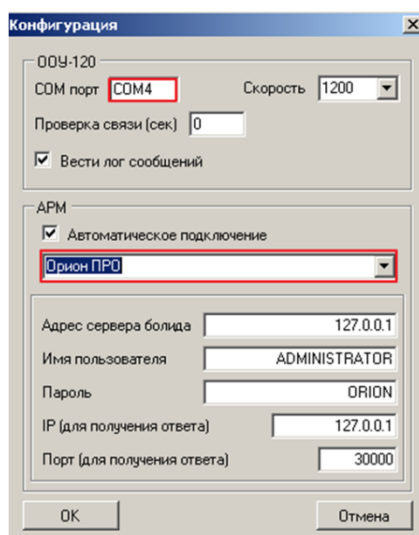 Конфигурация
ООУ-120
COM порт COM4 Скорость 1200
Проверка связи (сек) 0
Вести лог сообщений
АРМ
Автоматическое подключение
Орион ПРО
Адрес сервера болида 127.0.0.1
Имя пользователя ADMINISTRATOR
Пароль ORION
IP (для получения ответа) 127.0.0.1
Порт (для получения ответа) 30000
OK Отмена